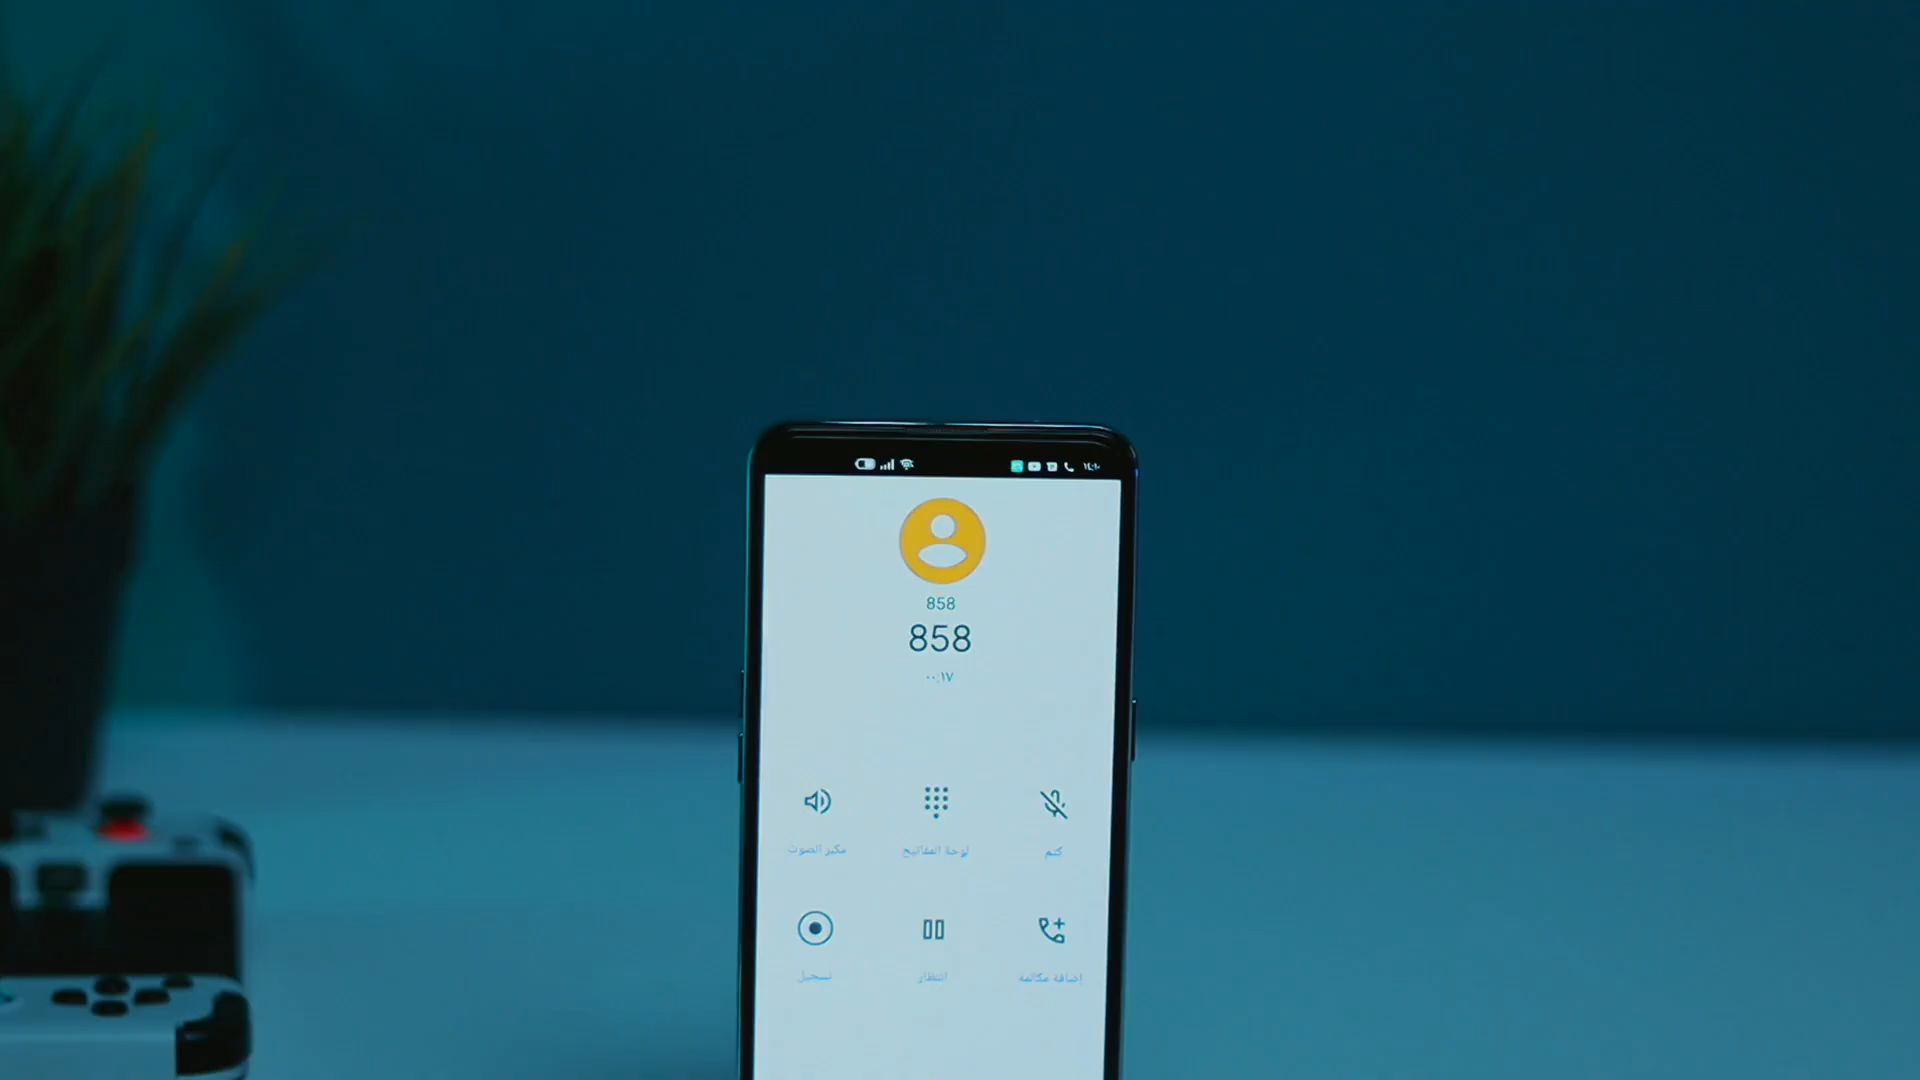 858
858
٠٠:١٧
كتم
لوحة المفاتيح
مكبر الصوت
إضافة مكالمة
انتظار
تسجيل